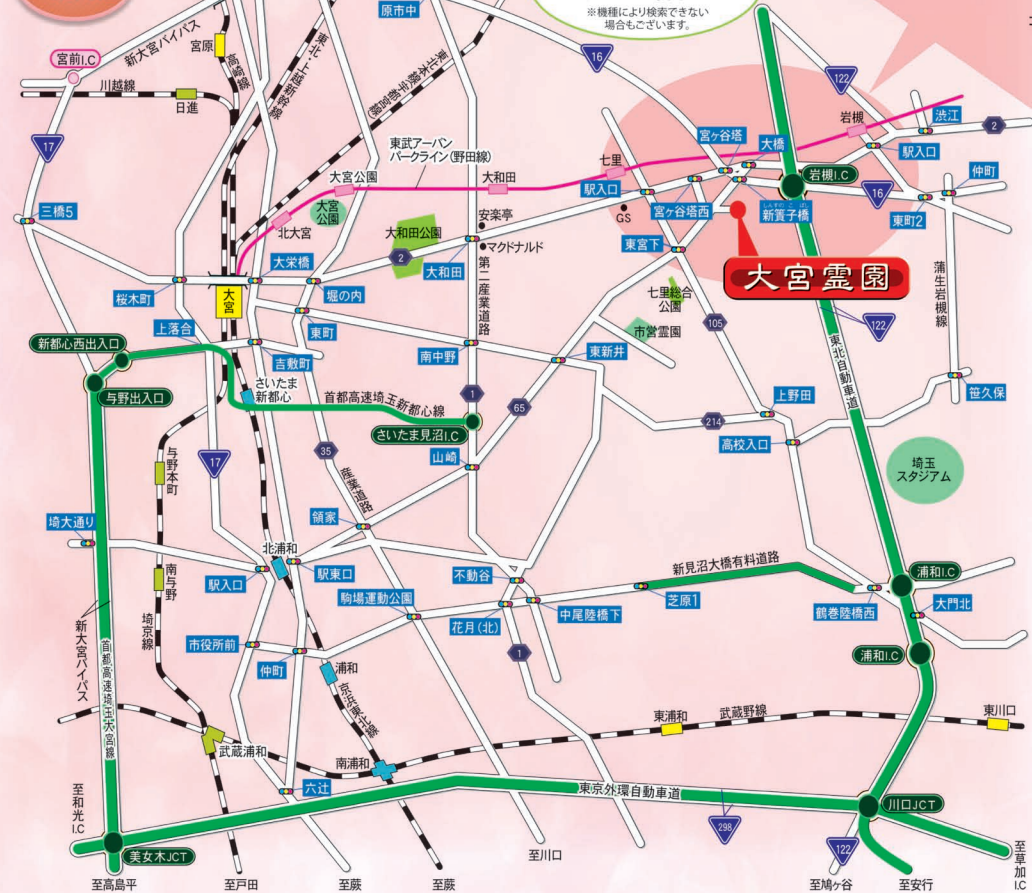 ※機種により検索できない
場合もございます。
原市中
新大宮バイパス
宮原
高崎線
東北・上越新幹線
東北本線(宇都宮線)
16
122
宮前I.C
川越線
日進
17
東武アーバン
パークライン(野田線)
大宮公園
大宮
公園
北大宮
大和田
七里
岩槻
渋江
2
駅入口
仲町
宮ヶ谷塔
大橋
岩槻I.C
16
東町2
駅入口
GS
宮ヶ谷塔西
しんすのこばし
新簀子橋
三橋5
大和田公園
2
安楽亭
マクドナルド
大和田
第二産業道路
東宮下
大宮霊園
蒲生岩槻線
桜木町
大宮
大栄橋
堀の内
東町
上落合
吉敷町
南中野
東新井
七里総合
公園
市営霊園
105
122
東北自動車道
新都心西出入口
与野出入口
さいたま
新都心
首都高速埼玉新都心線
1
さいたま見沼I.C
65
214
上野田
高校入口
笹久保
与野本町
17
35
産業道路
山崎
領家
埼玉
スタジアム
埼大通り
北浦和
駅入口
駅東口
南与野
埼京線
不動谷
駒場運動公園
花月(北)
中尾陸橋下
芝原1
新見沼大橋有料道路
鶴巻陸橋西
浦和I.C
大門北
浦和I.C
新大宮バイパス
首都高速埼玉大宮線
市役所前
仲町
浦和
京浜東北線
1
武蔵浦和
南浦和
東浦和
武蔵野線
東川口
六辻
東京外環自動車道
298
川口JCT
122
至和光
I.C
美女木JCT
至高島平
至戸田
至蕨
至蕨
至川口
至鳩ヶ谷
至安行
至草加
I.C